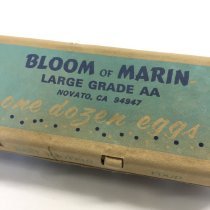 BLOOM OF MARIN
LARGE GRADE AA
NOVATO, CA 94947
one dozen eggs